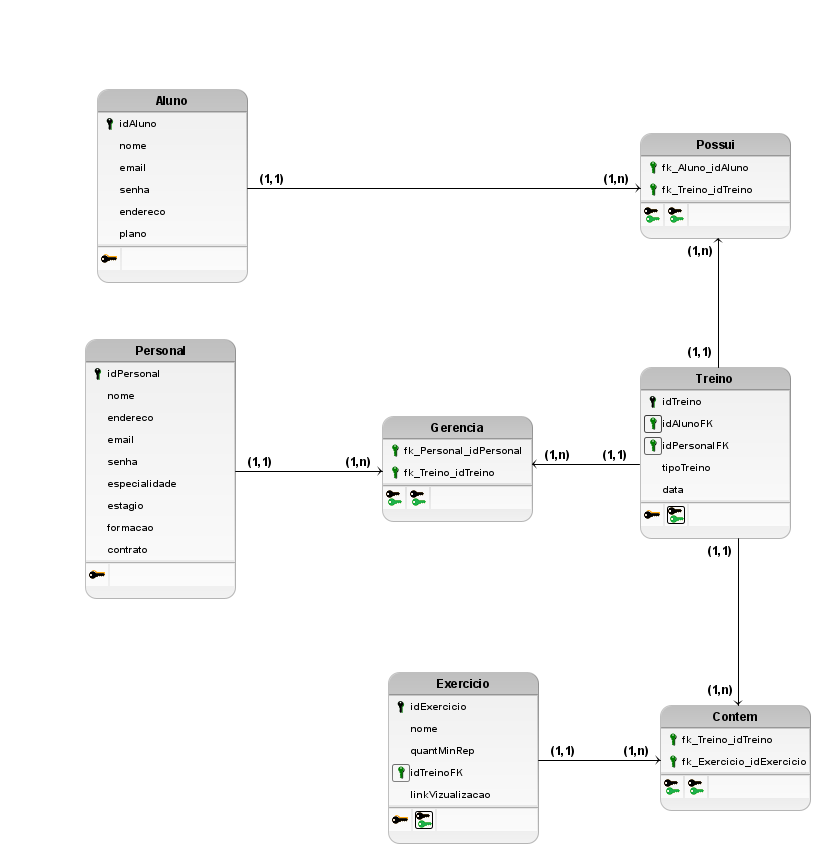 Aluno
idAluno
nome
email
senha
endereco
plano
(1,1)
(1,n)
Possui
fk_Aluno_idAluno
fk_Treino_idTreino
(1,n)
(1,1)
Personal
idPersonal
nome
endereco
email
senha
especialidade
estagio
formacao
contrato
(1,1)
(1,n)
Gerencia
fk_Personal_idPersonal
fk_Treino_idTreino
(1,n)
(1,1)
Treino
idTreino
idAlunoFK
idPersonalFK
tipoTreino
data
(1,1)
(1,n)
Exercicio
idExercicio
nome
quantMinRep
idTreinoFK
linkVizualizacao
(1,1)
(1,n)
Contem
fk_Treino_idTreino
fk_Exercicio_idExercicio